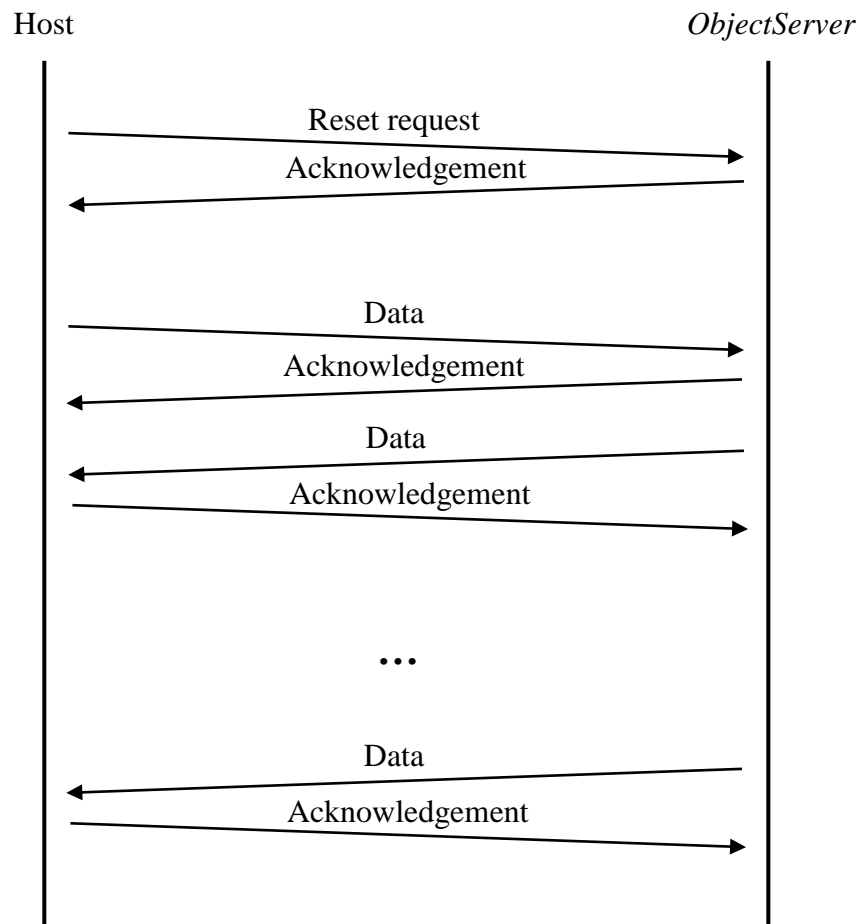 Host
ObjectServer
Reset request
Acknowledgement
Data
Acknowledgement
Data
Acknowledgement
...
Data
Acknowledgement